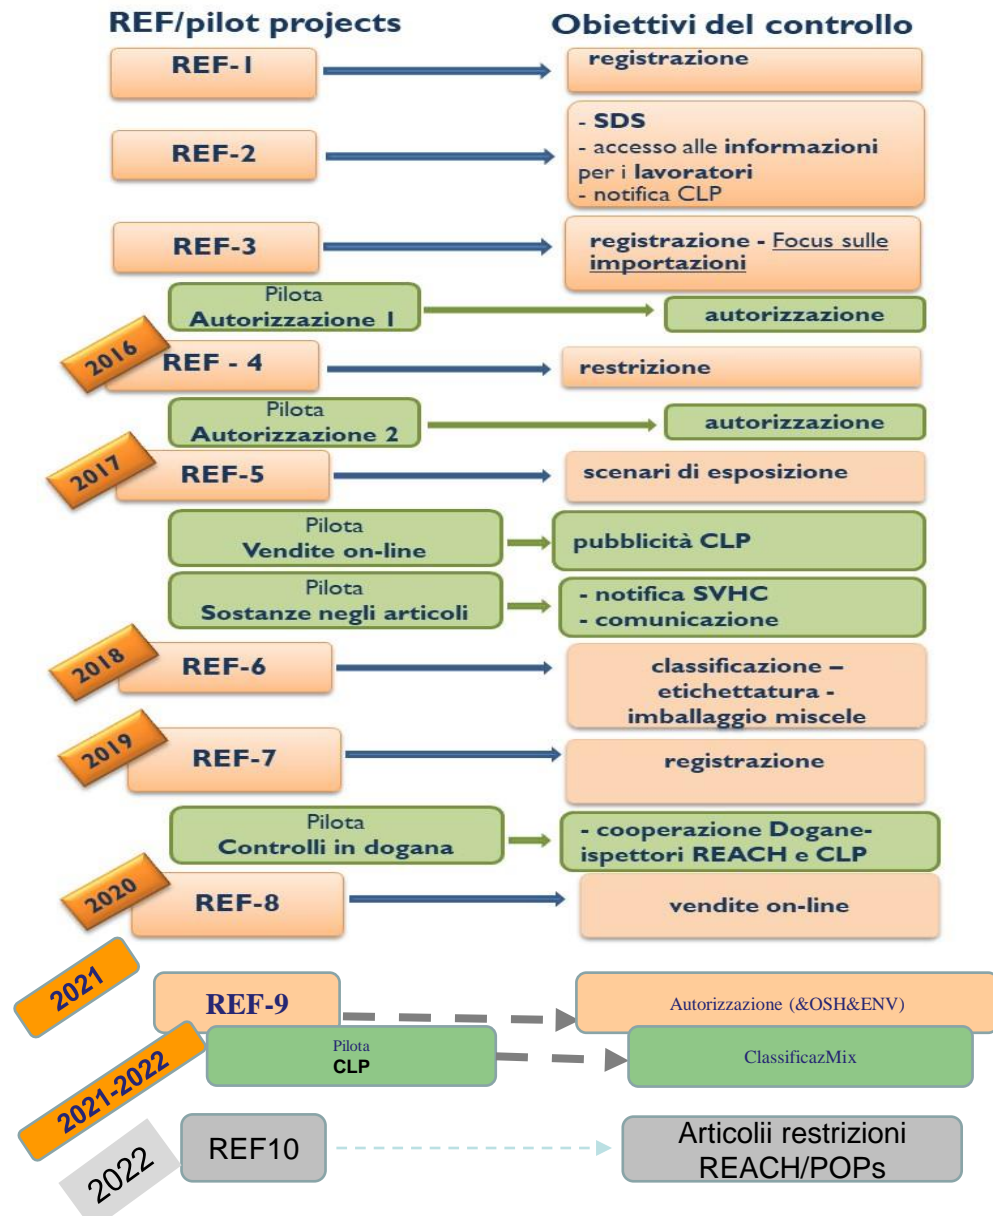 REF/pilot projects
Obiettivi del controllo
REF-1
registrazione
REF-2
- SDS
- accesso alle informazioni
per i lavoratori
- notifica CLP
REF-3
registrazione - Focus sulle
importazioni
Pilota
Autorizzazione 1
autorizzazione
2016
REF - 4
restrizione
Pilota
Autorizzazione 2
autorizzazione
2017
REF-5
scenari di esposizione
Pilota
Vendite on-line
pubblicità CLP
Pilota
Sostanze negli articoli
- notifica SVHC
- comunicazione
2018
REF-6
classificazione –
etichettatura -
imballaggio miscele
2019
REF-7
registrazione
Pilota
Controlli in dogana
- cooperazione Dogane-
ispettori REACH e CLP
2020
REF-8
vendite on-line
2021
REF-9
Autorizzazione (&OSH&ENV)
2021-2022
Pilota
CLP
ClassificazMix
2022
REF10
Articolii restrizioni
REACH/POPs